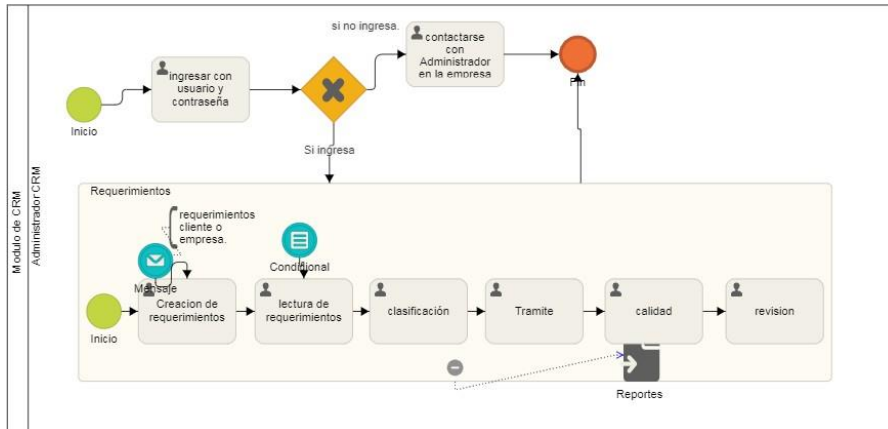 Modulo de CRM
Administrador CRM
si no ingresa.
contactarse
con
Administrador
en la empresa
ingresar con
usuario y
contraseña
Inicio
Fin
Si ingresa
Requerimientos
requerimientos
cliente o
empresa.
Mensaje
Conditional
Inicio
Creacion de
requerimientos
lectura de
requerimientos
clasificación
Tramite
calidad
revision
Reportes